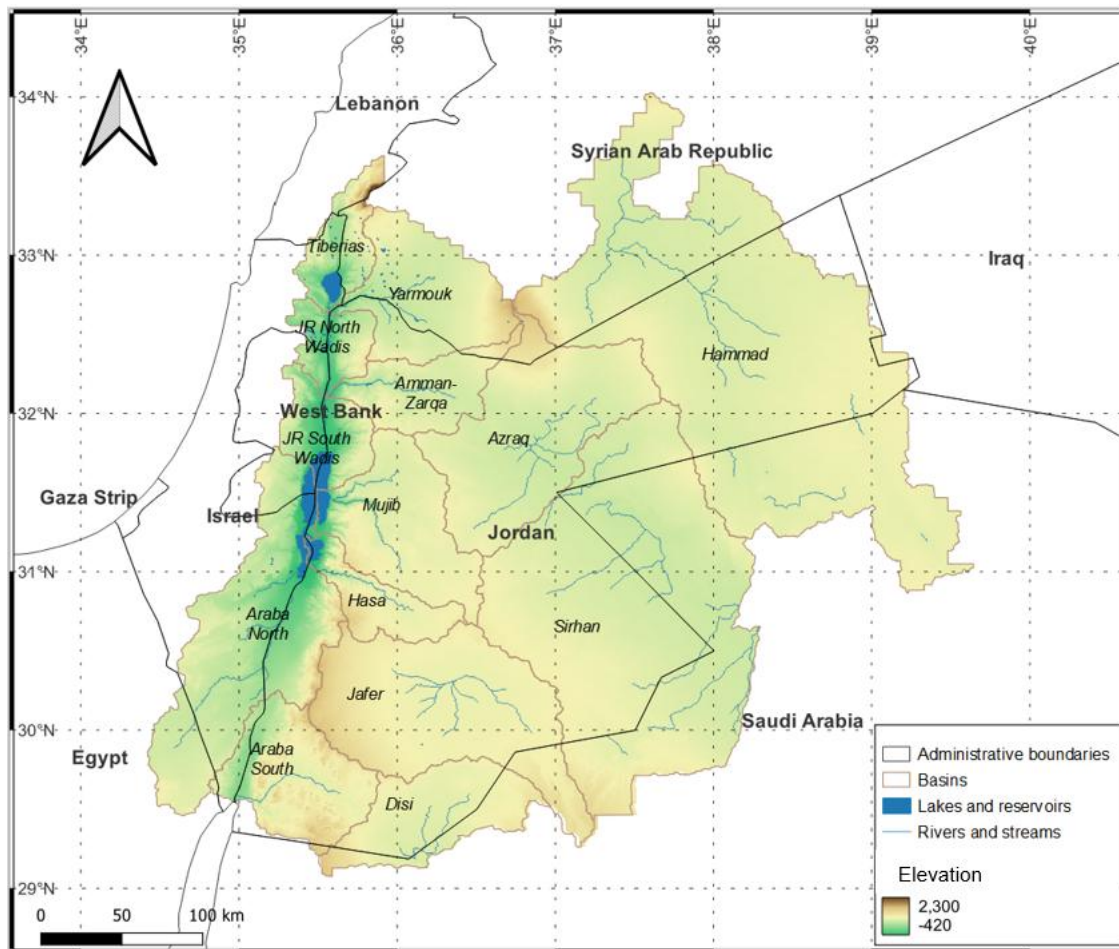 34°E
35°E
36°E
37°E
38°E
39°E
40°E
34°N
Lebanon
Syrian Arab Republic
33°N
Tiberias
Iraq
Yarmouk
JR North
Wadis
Hammad
Amman-
Zarqa
32°N
West Bank
Azraq
JR South
Wadis
Gaza Strip
Mujib
Israel
Jordan
31°N
Hasa
Araba
North
Sirhan
Jafer
Saudi Arabia
30°N
Egypt
Araba
South
Disi
29°N
Administrative boundaries
Basins
Lakes and reservoirs
Rivers and streams
Elevation
2,300
-420
0 50 100 km